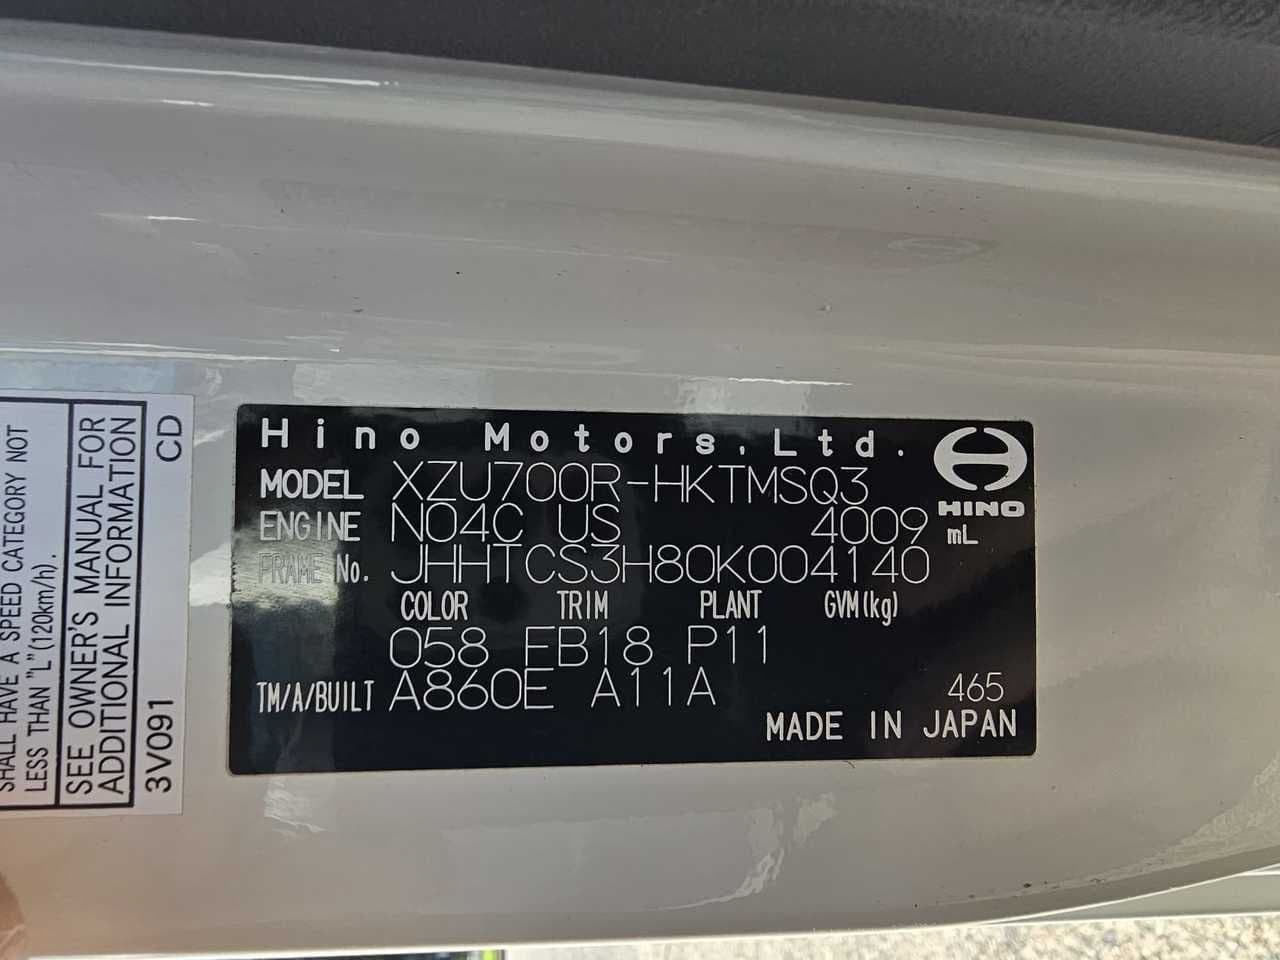 Hino Motors,Ltd.
HINO
MODEL XZU700R-HKTMSQ3
ENGINE N04C US 4009 mL
FRAME No. JHHTCS3H80K004140
COLOR TRIM PLANT GVM(kg)
058 EB18 P11
TM/A/BUILT A860E A11A 465
MADE IN JAPAN
SHALL HAVE A SPEED CATEGORY NOT
LESS THAN "L"(120km/h).
SEE OWNER'S MANUAL FOR
ADDITIONAL INFORMATION
3V091 CD